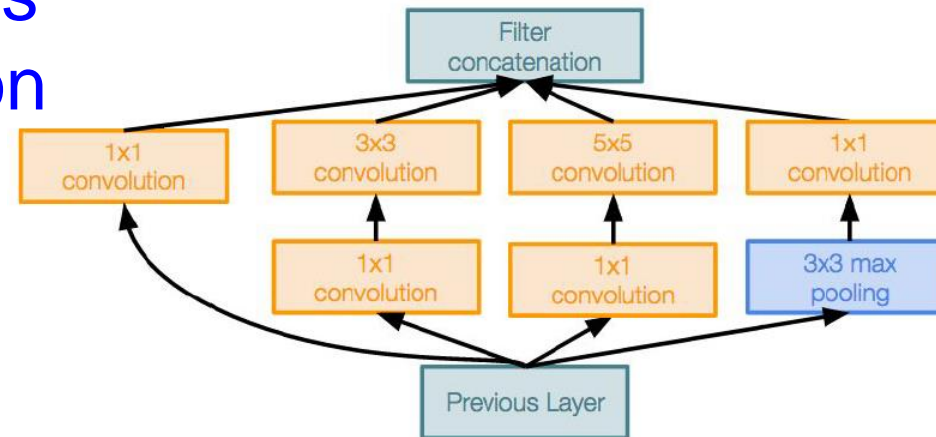 Filter
concatenation
1x1
convolution
3x3
convolution
5x5
convolution
1x1
convolution
1x1
convolution
1x1
convolution
3x3 max
pooling
Previous Layer